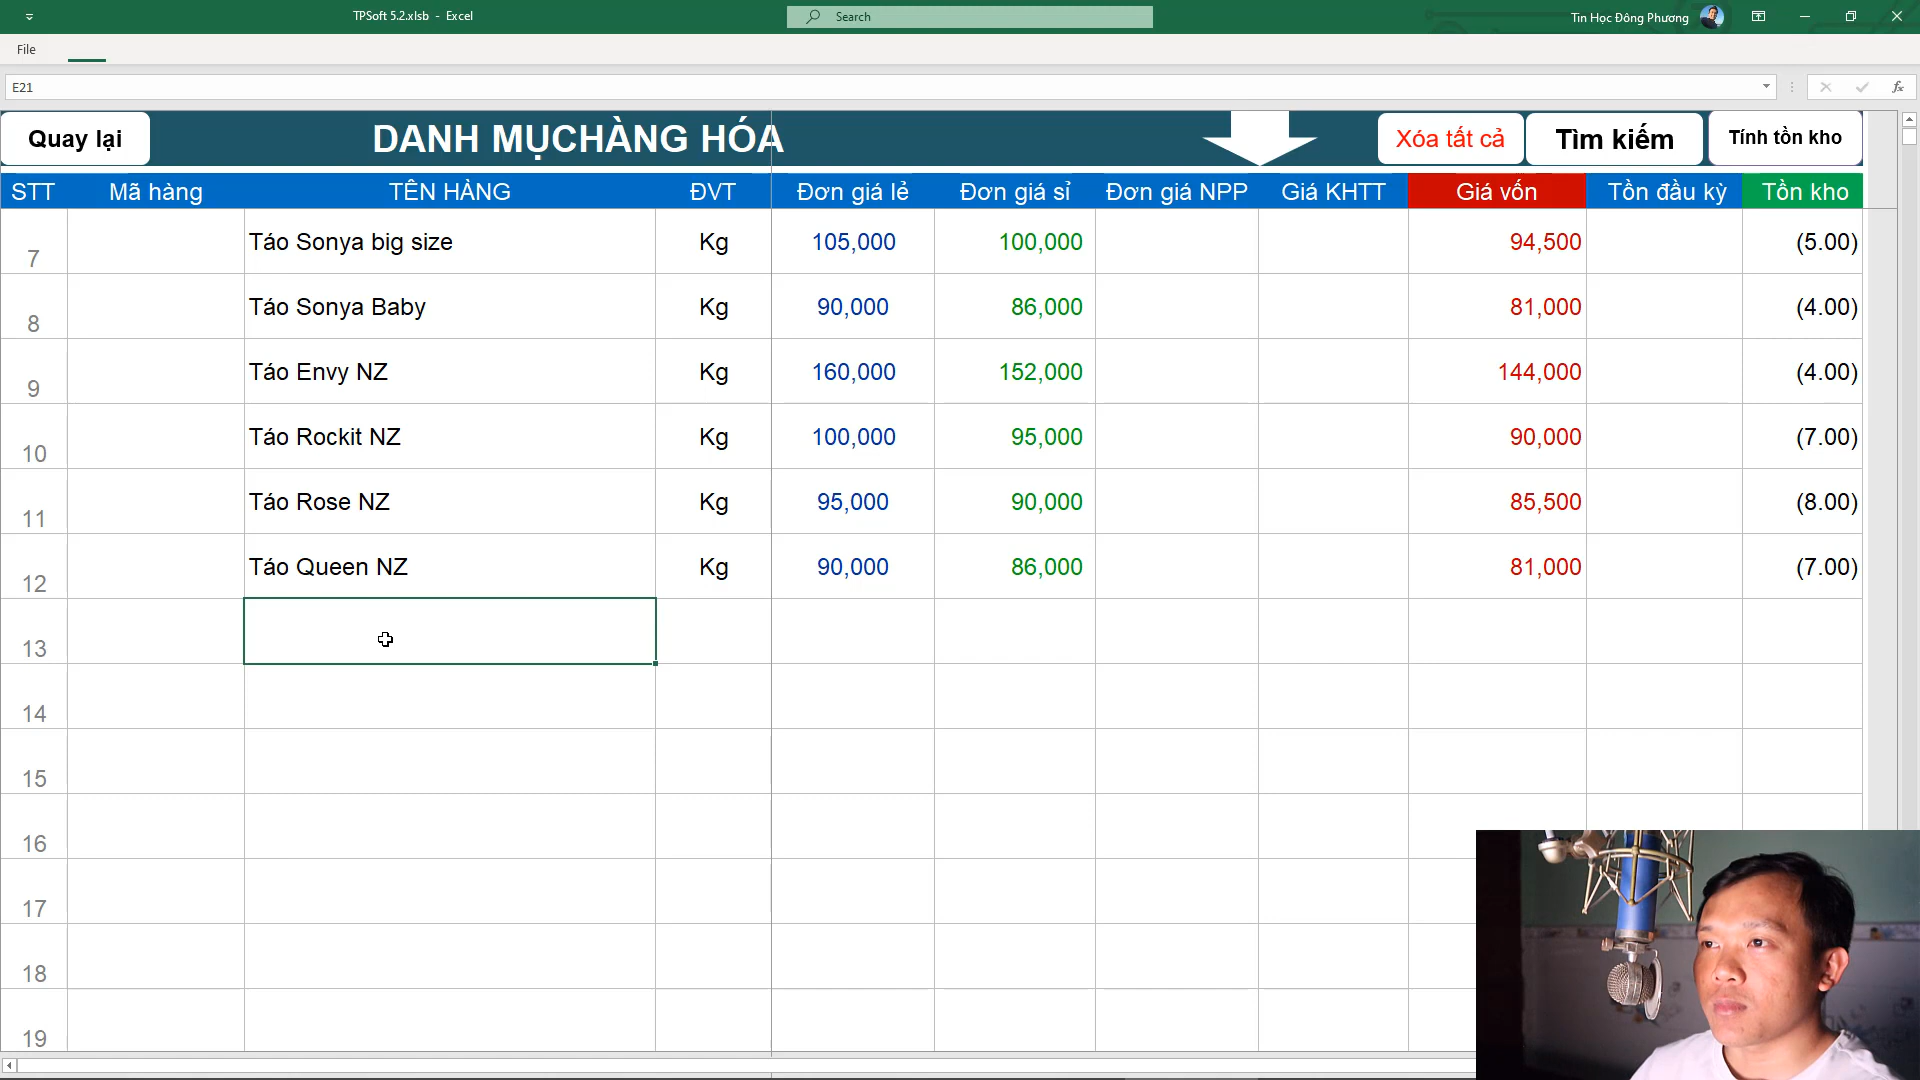 TPSoft 5.2.xlsb - Excel
Search
Tin Học Đông Phương
File
E21
fx
Quay lại
DANH MỤCHÀNG HÓA
Xóa tất cả
Tìm kiếm
Tính tồn kho
STT Mã hàng TÊN HÀNG ĐVT Đơn giá lẻ Đơn giá sỉ Đơn giá NPP Giá KHTT Giá vốn Tồn đầu kỳ Tồn kho
7 Táo Sonya big size Kg 105,000 100,000 94,500 (5.00)
8 Táo Sonya Baby Kg 90,000 86,000 81,000 (4.00)
9 Táo Envy NZ Kg 160,000 152,000 144,000 (4.00)
10 Táo Rockit NZ Kg 100,000 95,000 90,000 (7.00)
11 Táo Rose NZ Kg 95,000 90,000 85,500 (8.00)
12 Táo Queen NZ Kg 90,000 86,000 81,000 (7.00)
13
14
15
16
17
18
19